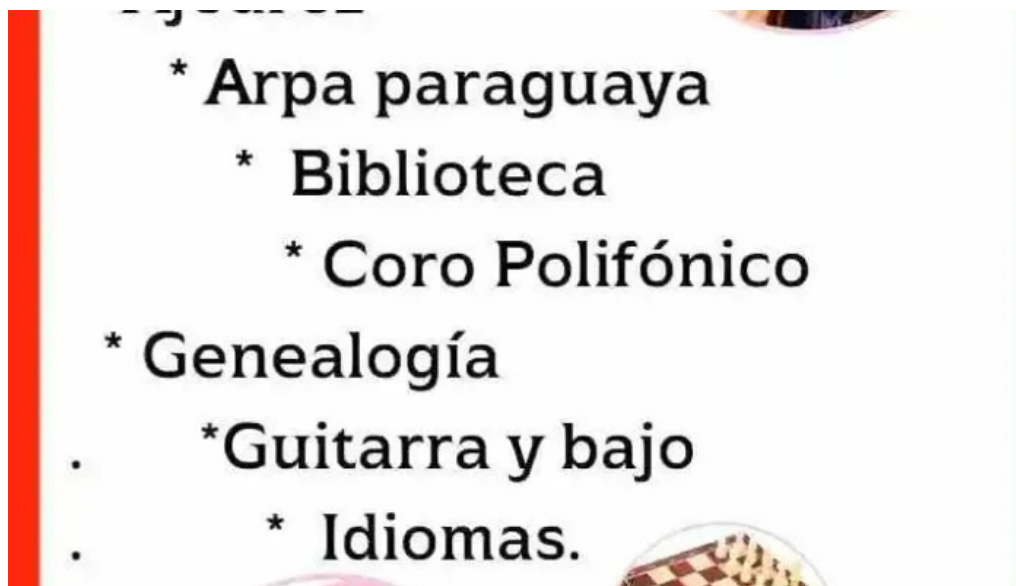 * Arpa paraguaya
* Biblioteca
* Coro Polifónico
* Genealogía
. *Guitarra y bajo
. * Idiomas.